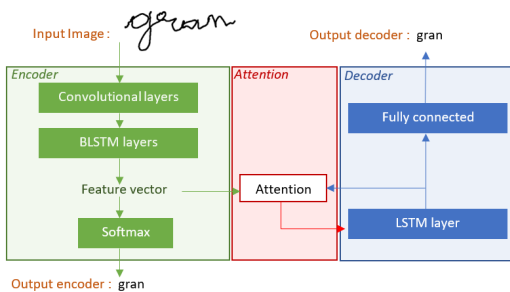 Input Image : gran
Output decoder : gran
Encoder
Attention
Decoder
Convolutional layers
Fully connected
BLSTM layers
Feature vector
Attention
Softmax
LSTM layer
Output encoder : gran